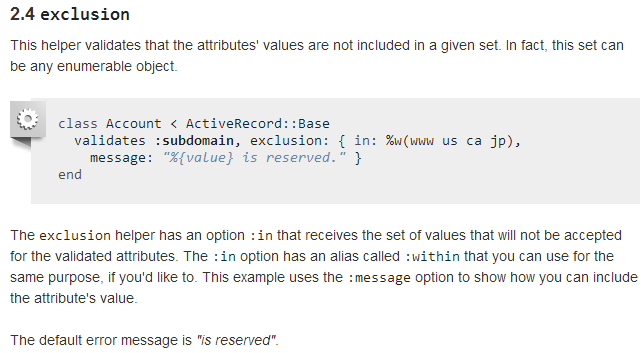 2.4 exclusion
This helper validates that the attributes' values are not included in a given set. In fact, this set can
be any enumerable object.
class Account < ActiveRecord::Base
  validates :subdomain, exclusion: { in: %w(www us ca jp),
    message: "%{value} is reserved." }
end
The exclusion helper has an option :in that receives the set of values that will not be accepted
for the validated attributes. The :in option has an alias called :within that you can use for the
same purpose, if you'd like to. This example uses the :message option to show how you can include
the attribute's value.
The default error message is "is reserved".